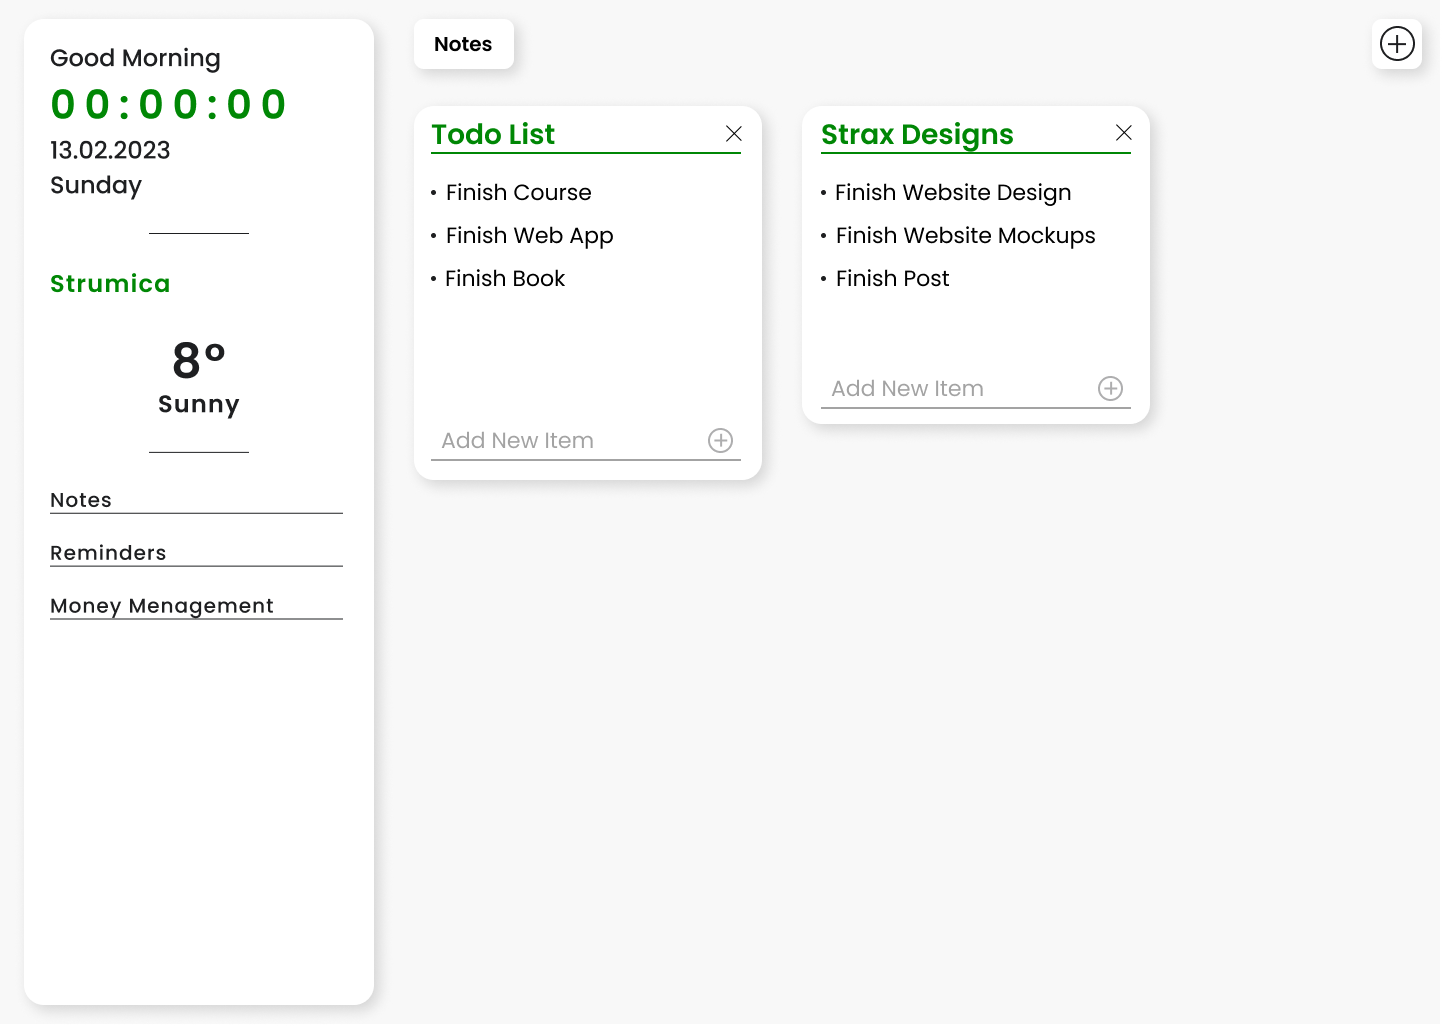 Good Morning
00:00:00
13.02.2023
Sunday
Strumica
8°
Sunny
Notes
Reminders
Money Menagement
Notes
Todo List
• Finish Course
• Finish Web App
• Finish Book
Add New Item
Strax Designs
• Finish Website Design
• Finish Website Mockups
• Finish Post
Add New Item